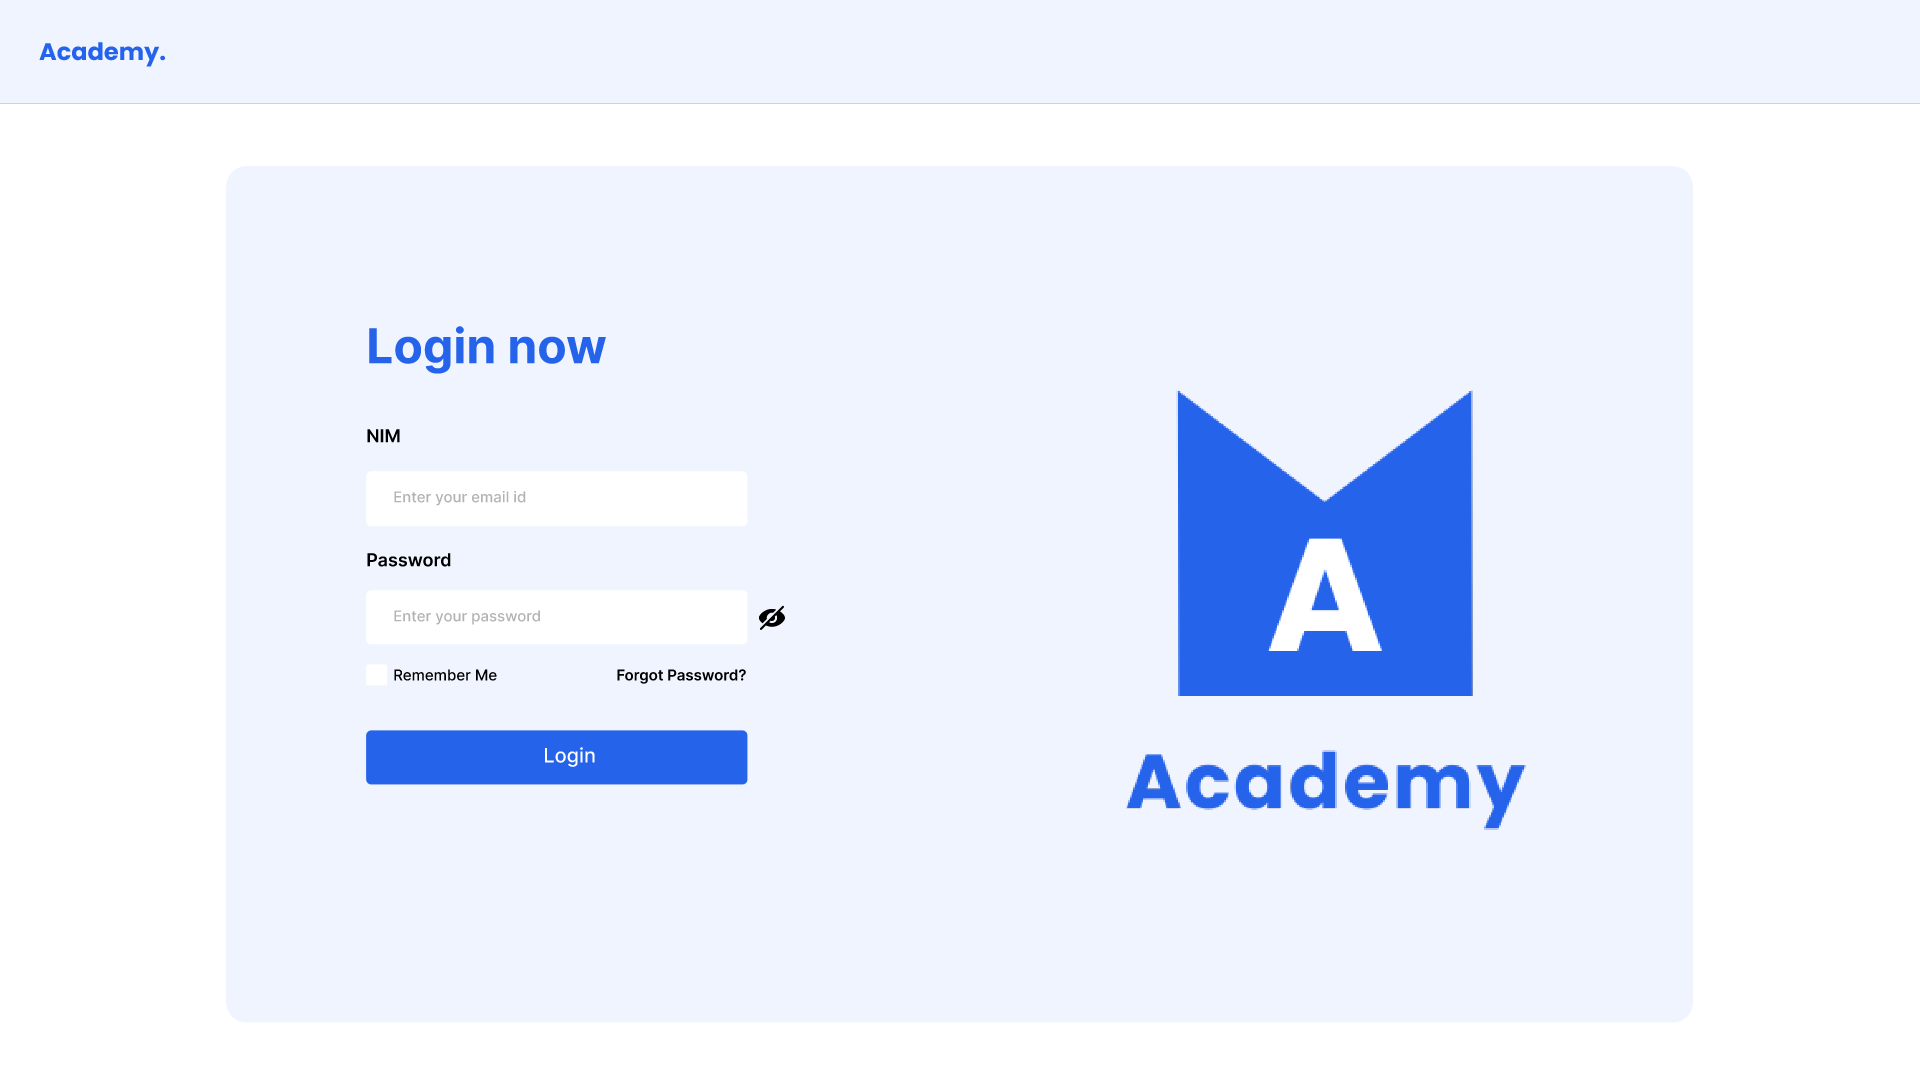 Academy.
Login now
NIM
Enter your email id
Password
Enter your password
Remember Me
Forgot Password?
Login
A
Academy